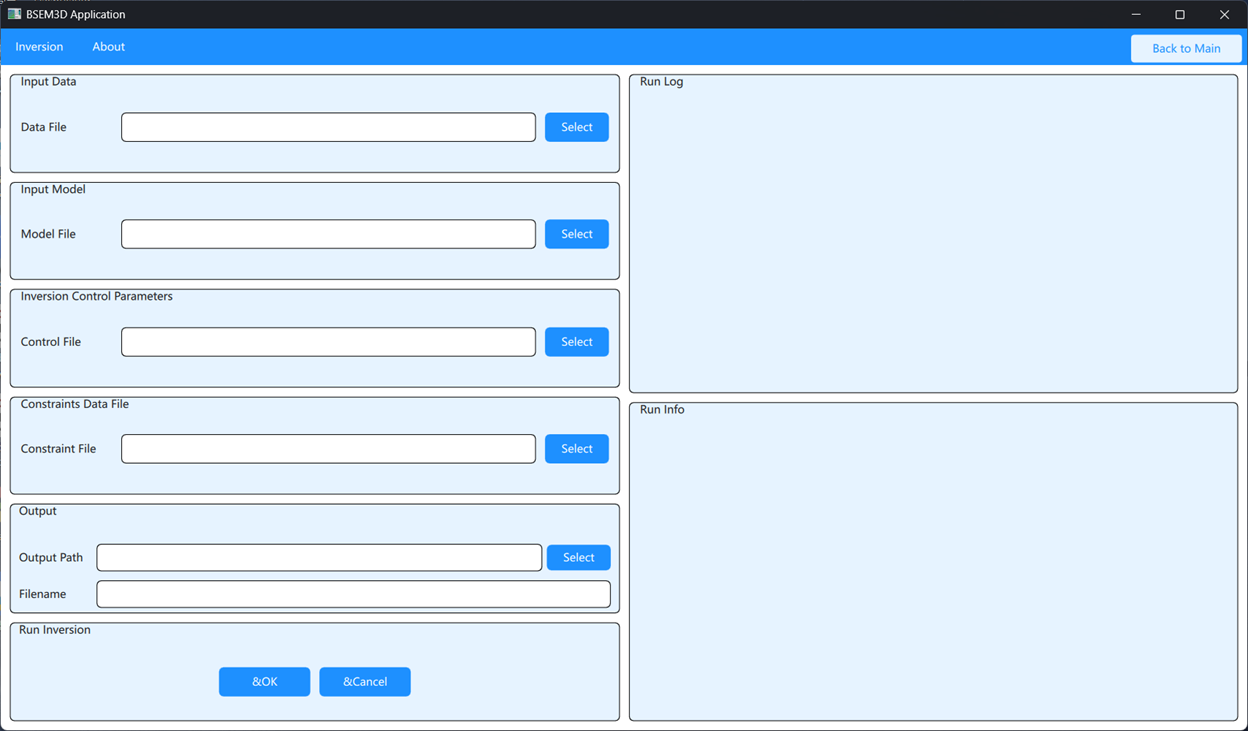 BSEM3D Application
Inversion About Back to Main
Input Data
Data File Select
Input Model
Model File Select
Inversion Control Parameters
Control File Select
Constraints Data File
Constraint File Select
Output
Output Path Select
Filename
Run Inversion
&OK &Cancel
Run Log
Run Info